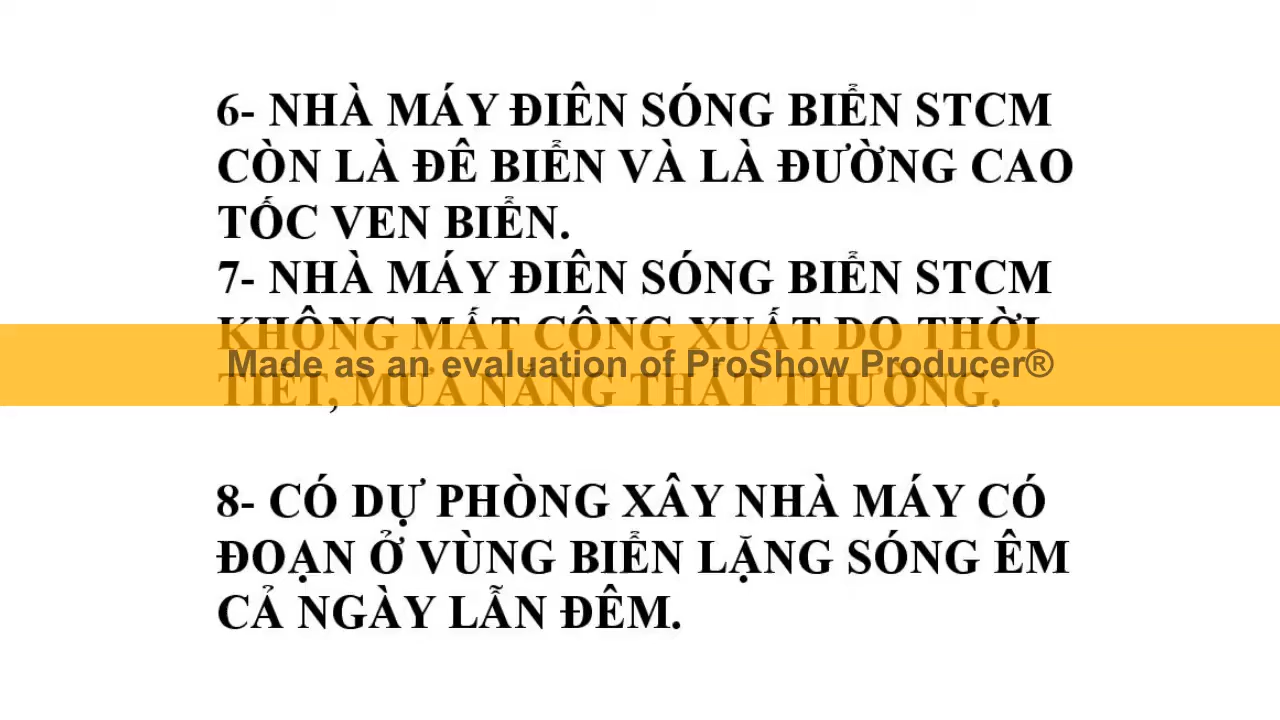 6- NHÀ MÁY ĐIÊN SÓNG BIỂN STCM
CÒN LÀ ĐÊ BIỂN VÀ LÀ ĐƯỜNG CAO
TỐC VEN BIỂN.
7- NHÀ MÁY ĐIÊN SÓNG BIỂN STCM
KHÔNG MẤT CÔNG XUẤT DO THỜI
Made as an evaluation of ProShow Producer®
TIẾT, MƯA NẮNG THẤT THƯỜNG.
8- CÓ DỰ PHÒNG XÂY NHÀ MÁY CÓ
ĐOẠN Ở VÙNG BIỂN LẶNG SÓNG ÊM
CẢ NGÀY LẪN ĐÊM.